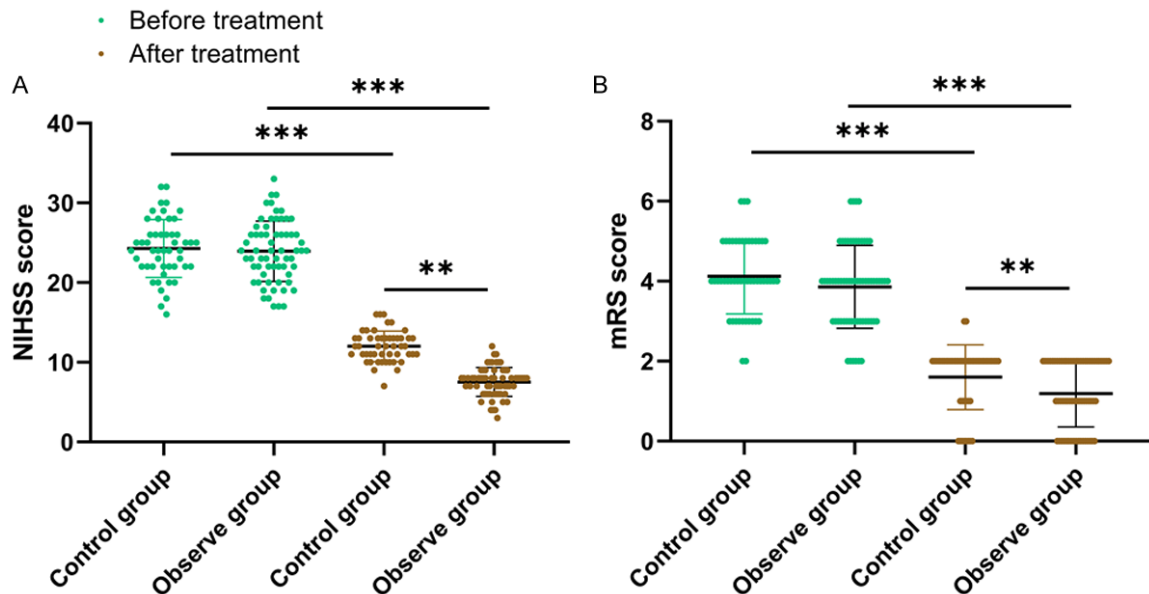 Before treatment
After treatment
A
***
***
**
NIHSS score
40
30
20
10
0
Control group
Observe group
Control group
Observe group
B
***
***
**
mRS score
8
6
4
2
0
Control group
Observe group
Control group
Observe group